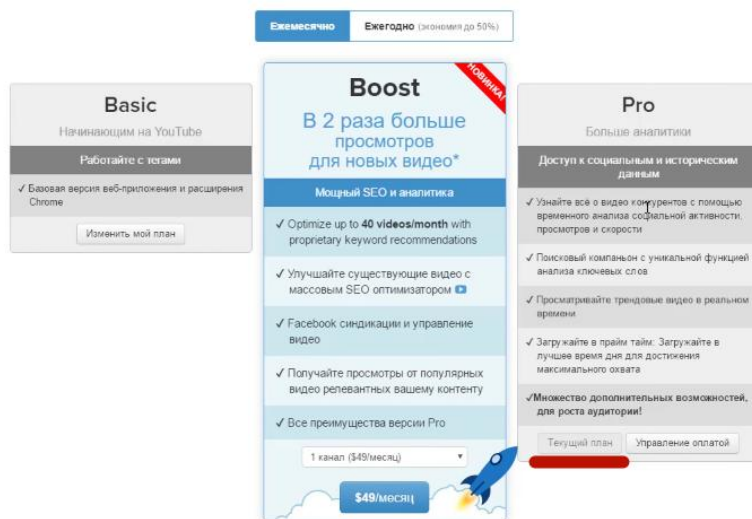 Ежемесячно
Ежегодно (экономия до 50%)
Basic
Начинающим на YouTube
Работайте с тегами
✓ Базовая версия веб-приложения и расширения
Chrome
Изменить мой план
НОВИНКА!
Boost
В 2 раза больше
просмотров
для новых видео*
Мощный SEO и аналитика
✓ Optimize up to 40 videos/month with
proprietary keyword recommendations
✓ Улучшайте существующие видео с
массовым SEO оптимизатором
✓ Facebook синдикации и управление
видео
✓ Получайте просмотры от популярных
видео релевантных вашему контенту
✓ Все преимущества версии Pro
1 канал ($49/месяц)
$49/месяц
Pro
Больше аналитики
Доступ к социальным и историческим
данным
✓ Узнайте всё о видео конкурентов с помощью
временного анализа социальной активности,
просмотров и скорости
✓ Поисковый компаньон с уникальной функцией
анализа ключевых слов
✓ Просматривайте трендовые видео в реальном
времени
✓ Загружайте в прайм тайм: Загружайте в
лучшее время дня для достижения
максимального охвата
✓Множество дополнительных возможностей,
для роста аудитории!
Текущий план
Управление оплатой